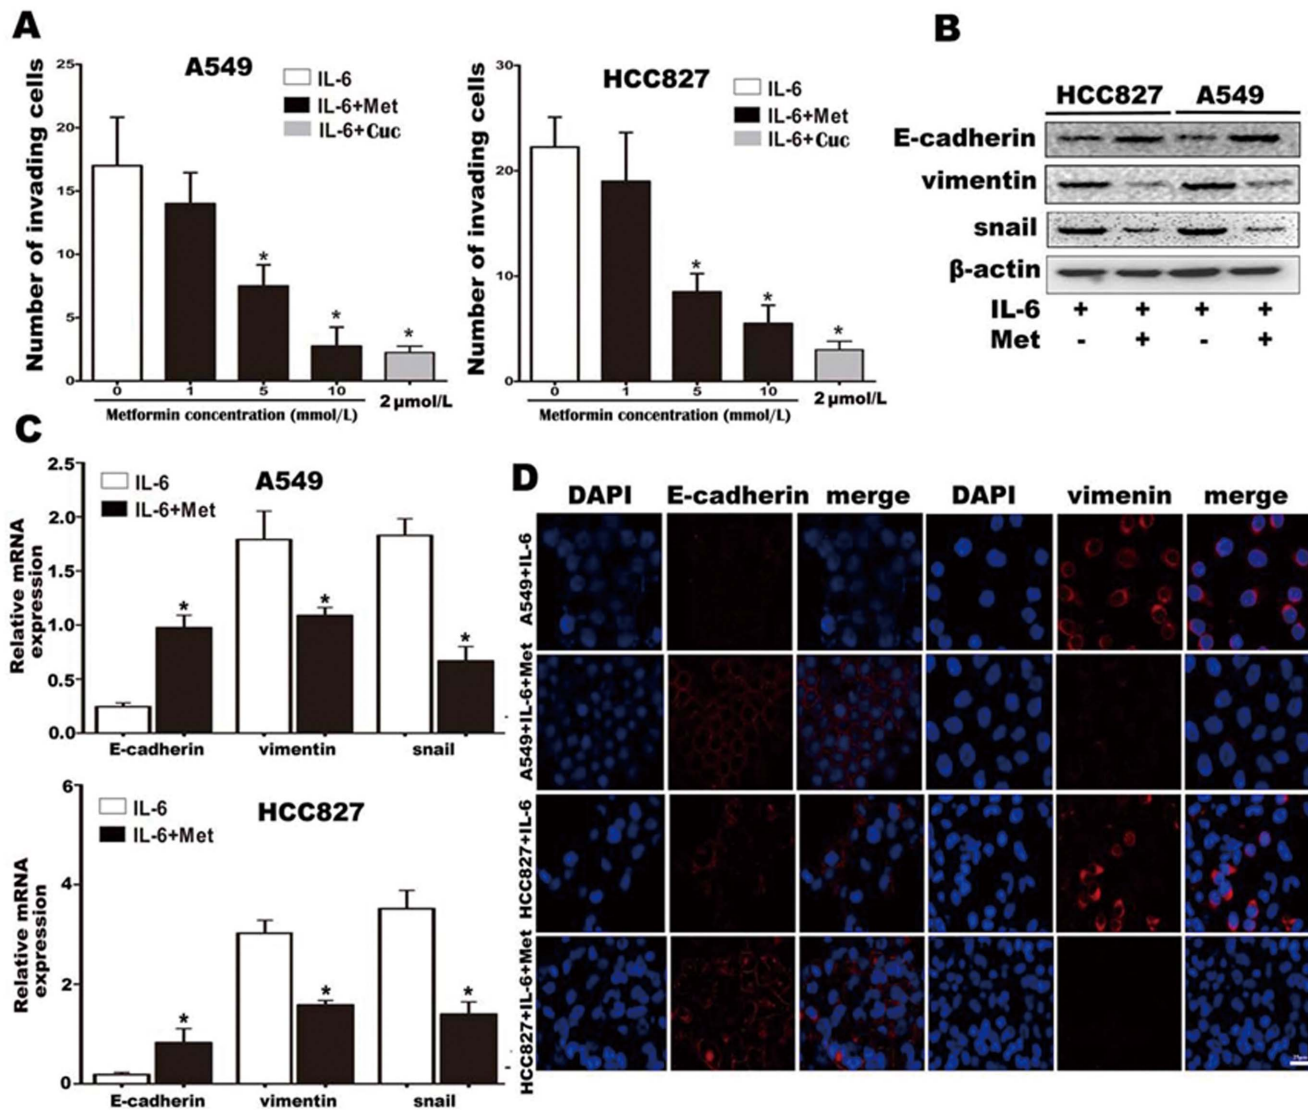 A
A549
Number of invading cells
25
20
15
10
5
0
IL-6
IL-6+Met
IL-6+Cuc
*
*
*
0 1 5 10 2 μmol/L
Metformin concentration (mmol/L)
HCC827
Number of invading cells
30
20
10
0
IL-6
IL-6+Met
IL-6+Cuc
*
*
*
0 1 5 10 2 μmol/L
Metformin concentration (mmol/L)
B
HCC827 A549
E-cadherin
vimentin
snail
β-actin
IL-6 + + + +
Met - + - +
C
A549
Relative mRNA
expression
2.5
2.0
1.5
1.0
0.5
0.0
IL-6
IL-6+Met
* * *
E-cadherin vimentin snail
HCC827
Relative mRNA
expression
6
4
2
0
IL-6
IL-6+Met
* * *
E-cadherin vimentin snail
D
DAPI E-cadherin merge DAPI vimenin merge
A549+IL-6
A549+IL-6+Met
HCC827+IL-6
HCC827+IL-6+Met